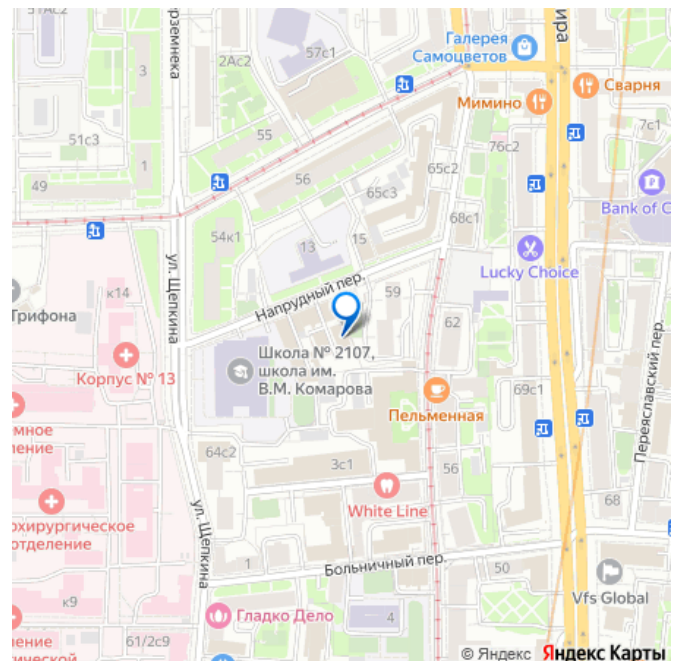 57с1
Галерея
Самоцветов
2Ас2
3
Сварня
Мимино
51с3
55
7с1
76с2
1
65с2
56
65с3
49
Bank of C
68с1
54к1
13
15
Lucky Choice
Напрудный пер.
ул. Щепкина
к14
Трифона
59
62
Школа № 2107,
школа им.
В.М. Комарова
Корпус № 13
Переяславский пер.
69с1
Пельменная
64с2
3с1
56
White Line
68
ул. Щепкина
Больничный пер.
1
50
Vfs Global
к9
Гладко Дело
4
61/2с9
© Яндекс Яндекс Карты